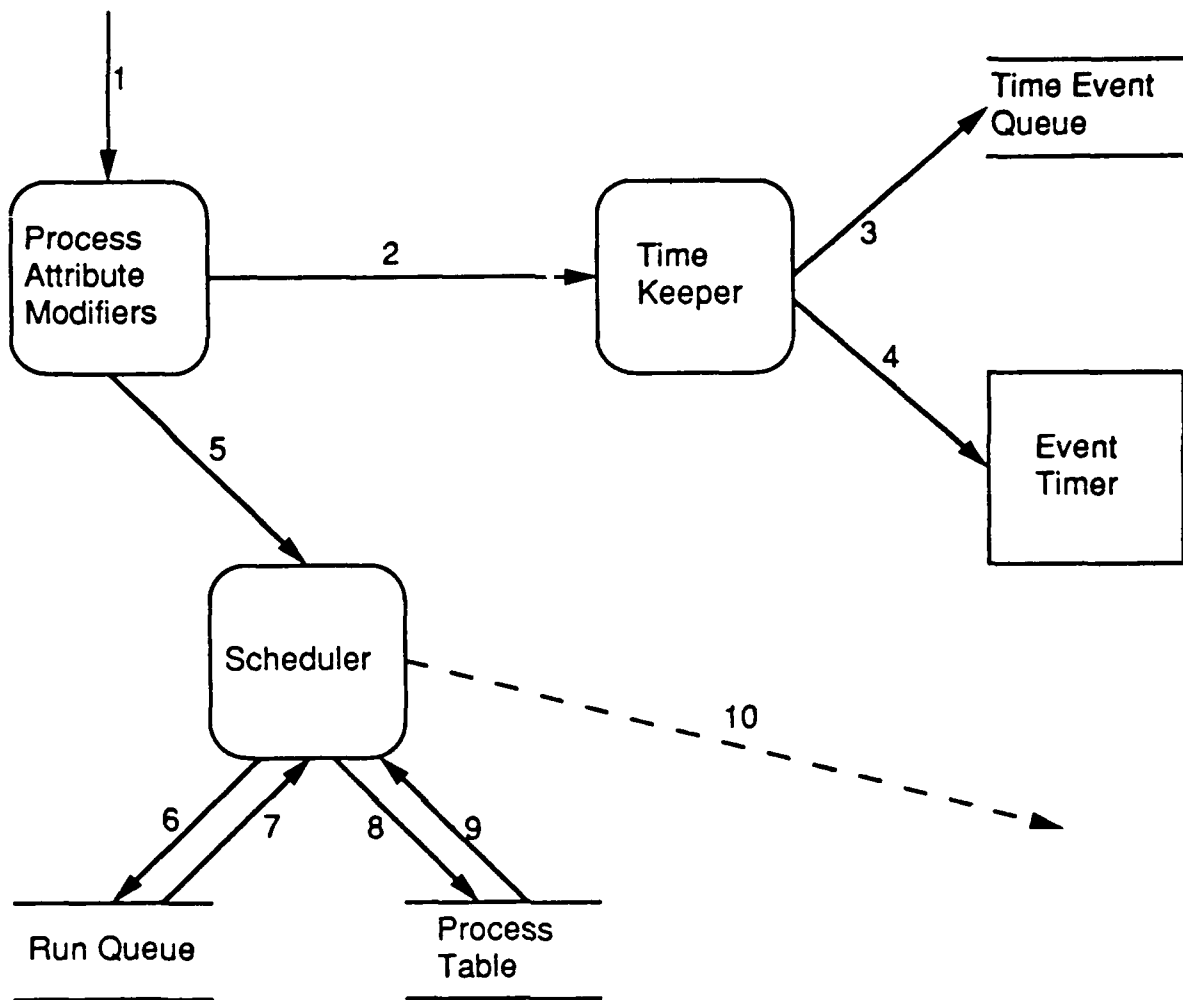 1
Time Event
Queue
Process
Attribute
Modifiers
2
Time
Keeper
3
4
Event
Timer
5
Scheduler
10
6
7
8
9
Run Queue
Process
Table